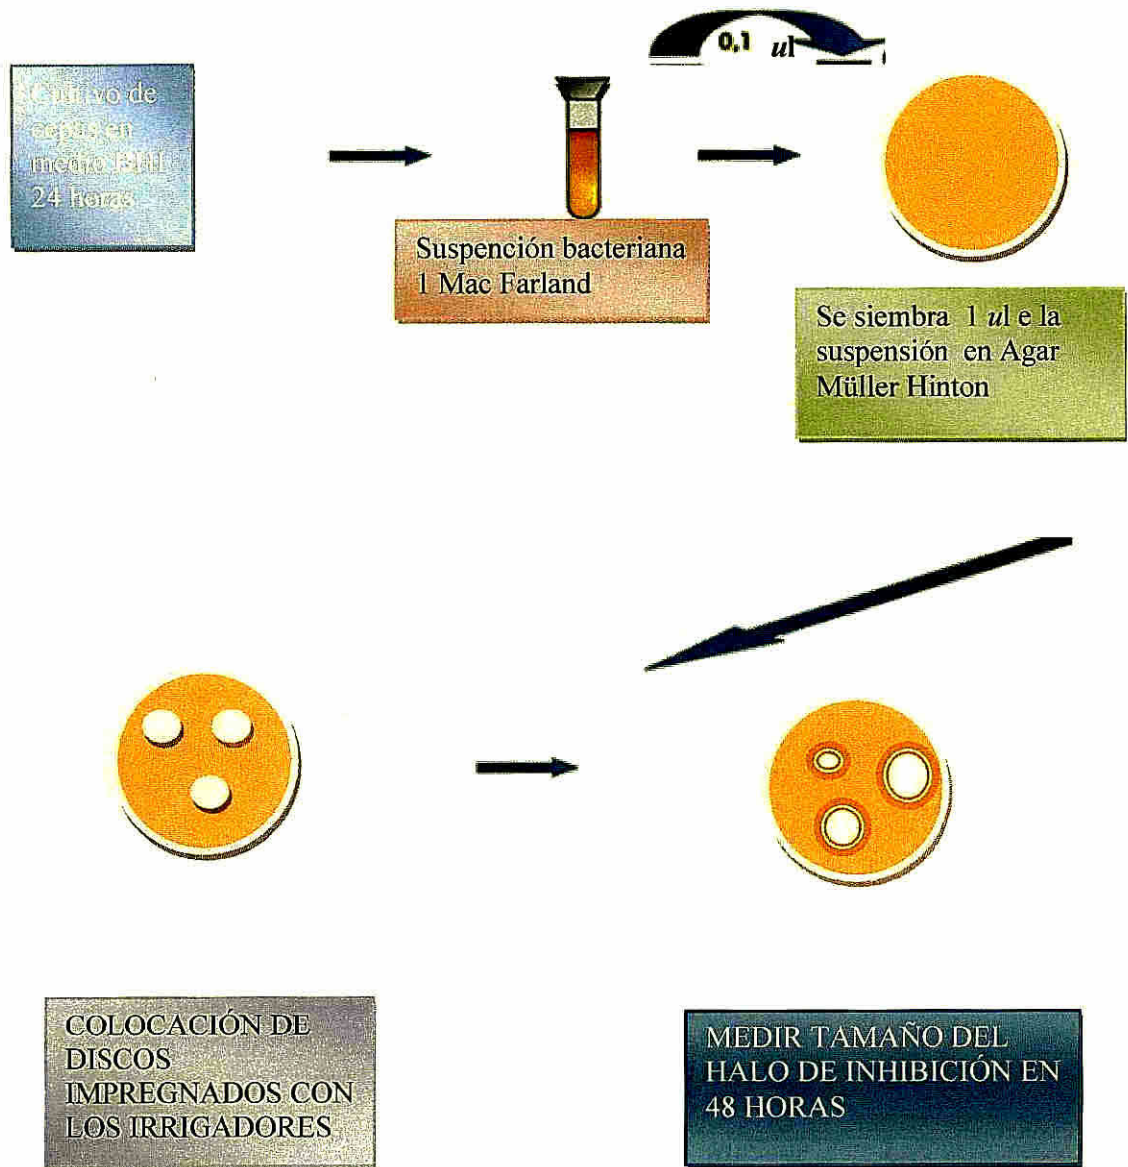 0,1 ul
Cultivo de
cepas en
medio BHI
24 horas
Suspención bacteriana
1 Mac Farland
Se siembra 1 ul e la
suspensión en Agar
Müller Hinton
COLOCACIÓN DE
DISCOS
IMPREGNADOS CON
LOS IRRIGADORES
MEDIR TAMAÑO DEL
HALO DE INHIBICIÓN EN
48 HORAS